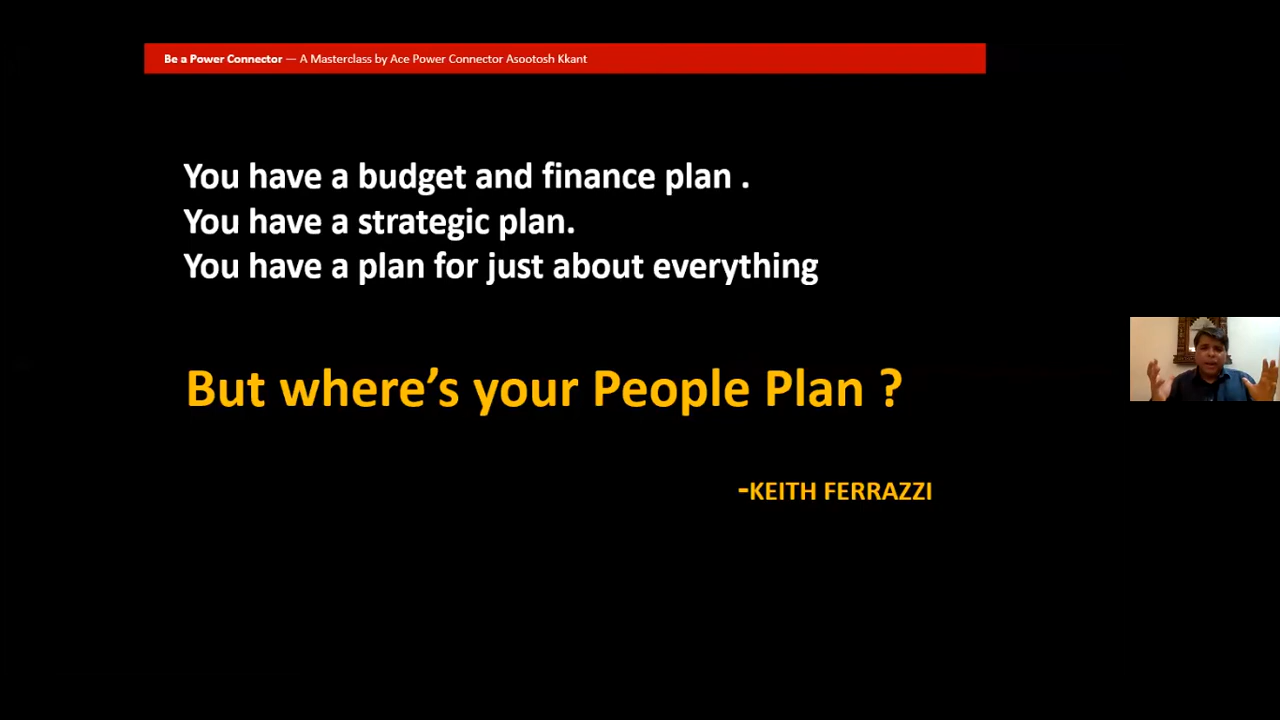 Be a Power Connector — A Masterclass by Ace Power Connector Asootosh Kkant
You have a budget and finance plan .
You have a strategic plan.
You have a plan for just about everything
But where’s your People Plan ?
-KEITH FERRAZZI